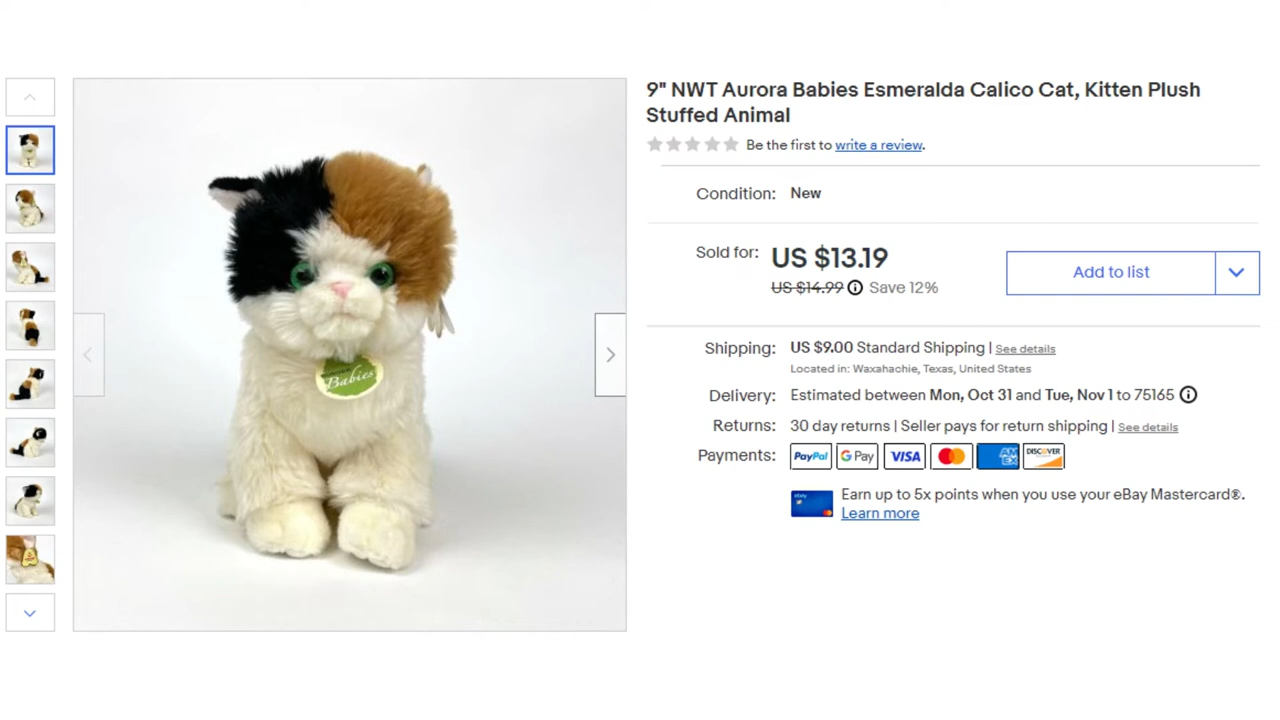 9" NWT Aurora Babies Esmeralda Calico Cat, Kitten Plush
Stuffed Animal
Be the first to write a review.
Condition: New
Sold for: US $13.19
US $14.99 Save 12%
Add to list
Shipping: US $9.00 Standard Shipping | See details
Located in: Waxahachie, Texas, United States
Delivery: Estimated between Mon, Oct 31 and Tue, Nov 1 to 75165
Returns: 30 day returns | Seller pays for return shipping | See details
Payments: PayPal G Pay VISA AM EX DISCOVER
ebay
Earn up to 5x points when you use your eBay Mastercard®.
Learn more
Babies